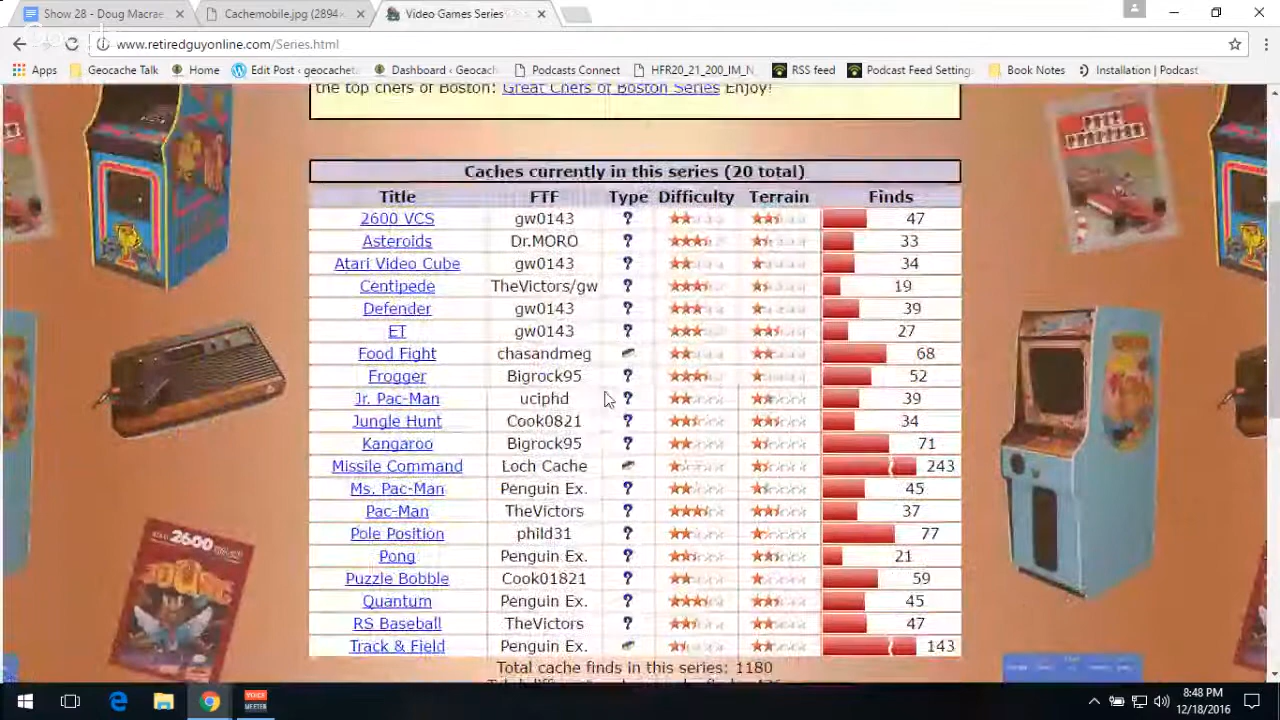 Show 28 - Doug Macrae
Cachemobile.jpg (2894×
Video Games Series
www.retiredguyonline.com/Series.html
Apps Geocache Talk Home Edit Post ‹ geocacheta Dashboard ‹ Geocach Podcasts Connect HFR20_21_200_IM_N_ RSS feed Podcast Feed Setting Book Notes Installation | Podcast
the top chefs of Boston: Great Chefs of Boston Series Enjoy!
Caches currently in this series (20 total)
Title FTF Type Difficulty Terrain Finds
2600 VCS gw0143 ? 47
Asteroids Dr.MORO ? 33
Atari Video Cube gw0143 ? 34
Centipede TheVictors/gw ? 19
Defender gw0143 ? 39
ET gw0143 ? 27
Food Fight chasandmeg 68
Frogger Bigrock95 ? 52
Jr. Pac-Man uciphd ? 39
Jungle Hunt Cook0821 ? 34
Kangaroo Bigrock95 ? 71
Missile Command Loch Cache 243
Ms. Pac-Man Penguin Ex. ? 45
Pac-Man TheVictors ? 37
Pole Position phild31 ? 77
Pong Penguin Ex. ? 21
Puzzle Bobble Cook01821 ? 59
Quantum Penguin Ex. ? 45
RS Baseball TheVictors ? 47
Track & Field Penguin Ex. 143
Total cache finds in this series: 1180
POLE POSITION
2600
VOICE MEETER
8:48 PM
12/18/2016